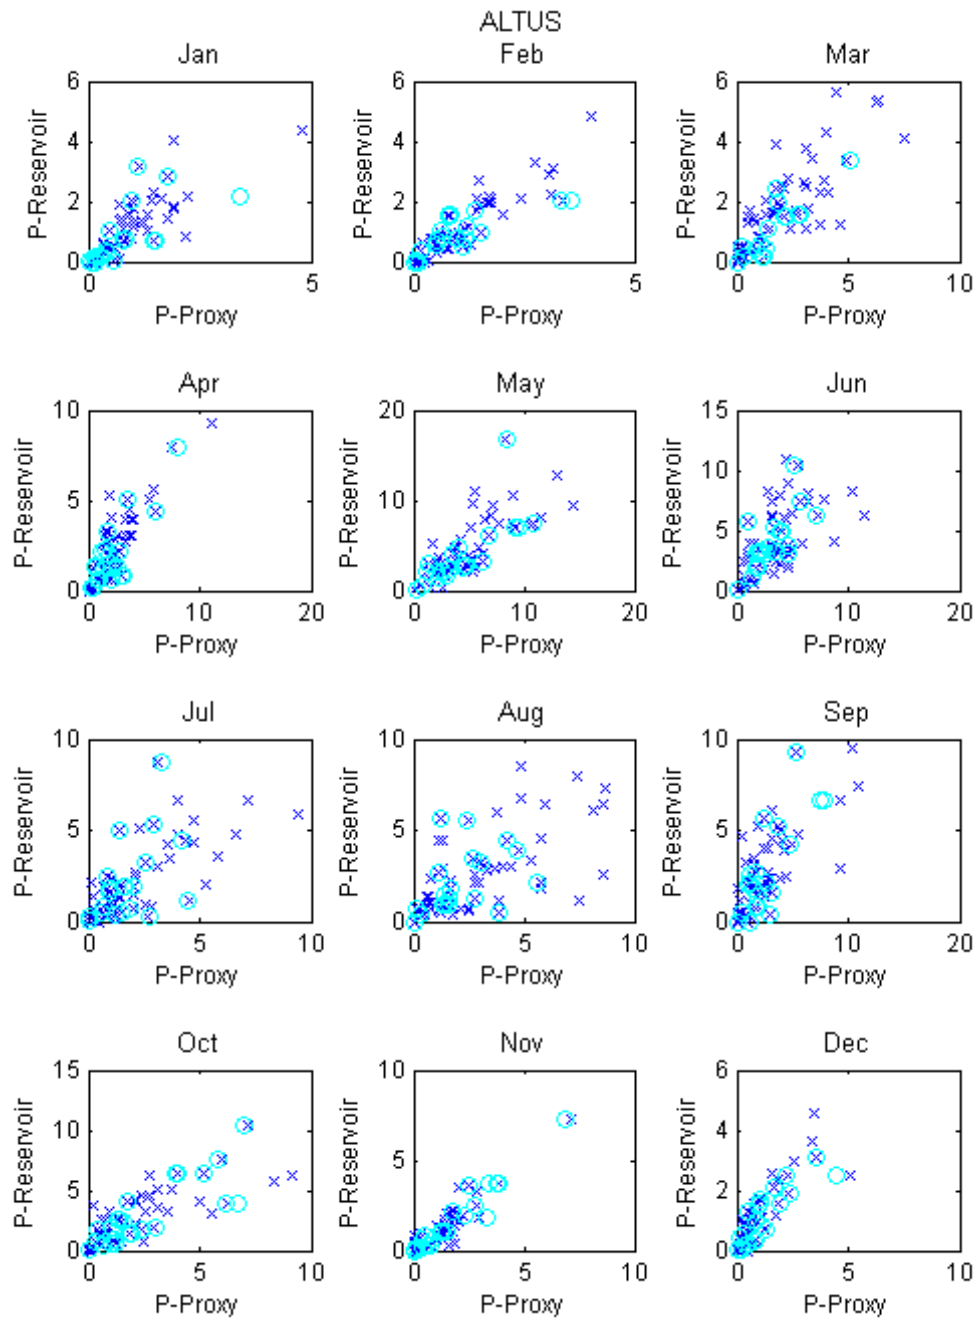 ALTUS
Jan Feb Mar
6 6 6
P-Reservoir P-Reservoir P-Reservoir
4 4 4
2 2 2
0 0 0
0 5 0 5 0 5 10
P-Proxy P-Proxy P-Proxy
Apr May Jun
10 20 15
P-Reservoir P-Reservoir P-Reservoir
10
5 10
5
0 0 0
0 10 20 0 10 20 0 10 20
P-Proxy P-Proxy P-Proxy
Jul Aug Sep
10 10 10
P-Reservoir P-Reservoir P-Reservoir
5 5 5
0 0 0
0 5 10 0 5 10 0 10 20
P-Proxy P-Proxy P-Proxy
Oct Nov Dec
15 10 6
P-Reservoir P-Reservoir P-Reservoir
10 4
5
5 2
0 0 0
0 5 10 0 5 10 0 5 10
P-Proxy P-Proxy P-Proxy